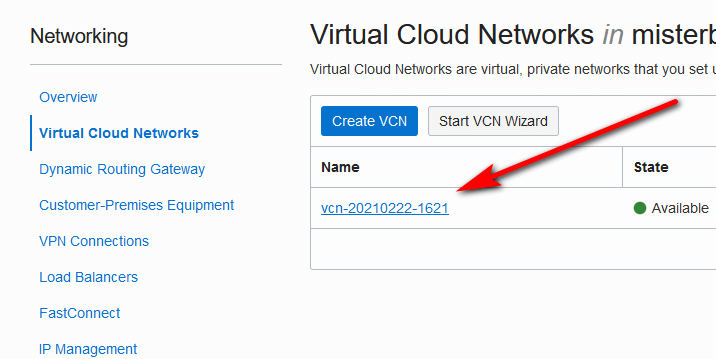 Networking
Overview
Virtual Cloud Networks
Dynamic Routing Gateway
Customer-Premises Equipment
VPN Connections
Load Balancers
FastConnect
IP Management
Virtual Cloud Networks in misterb
Virtual Cloud Networks are virtual, private networks that you set u
Create VCN Start VCN Wizard
Name State
vcn-20210222-1621 Available